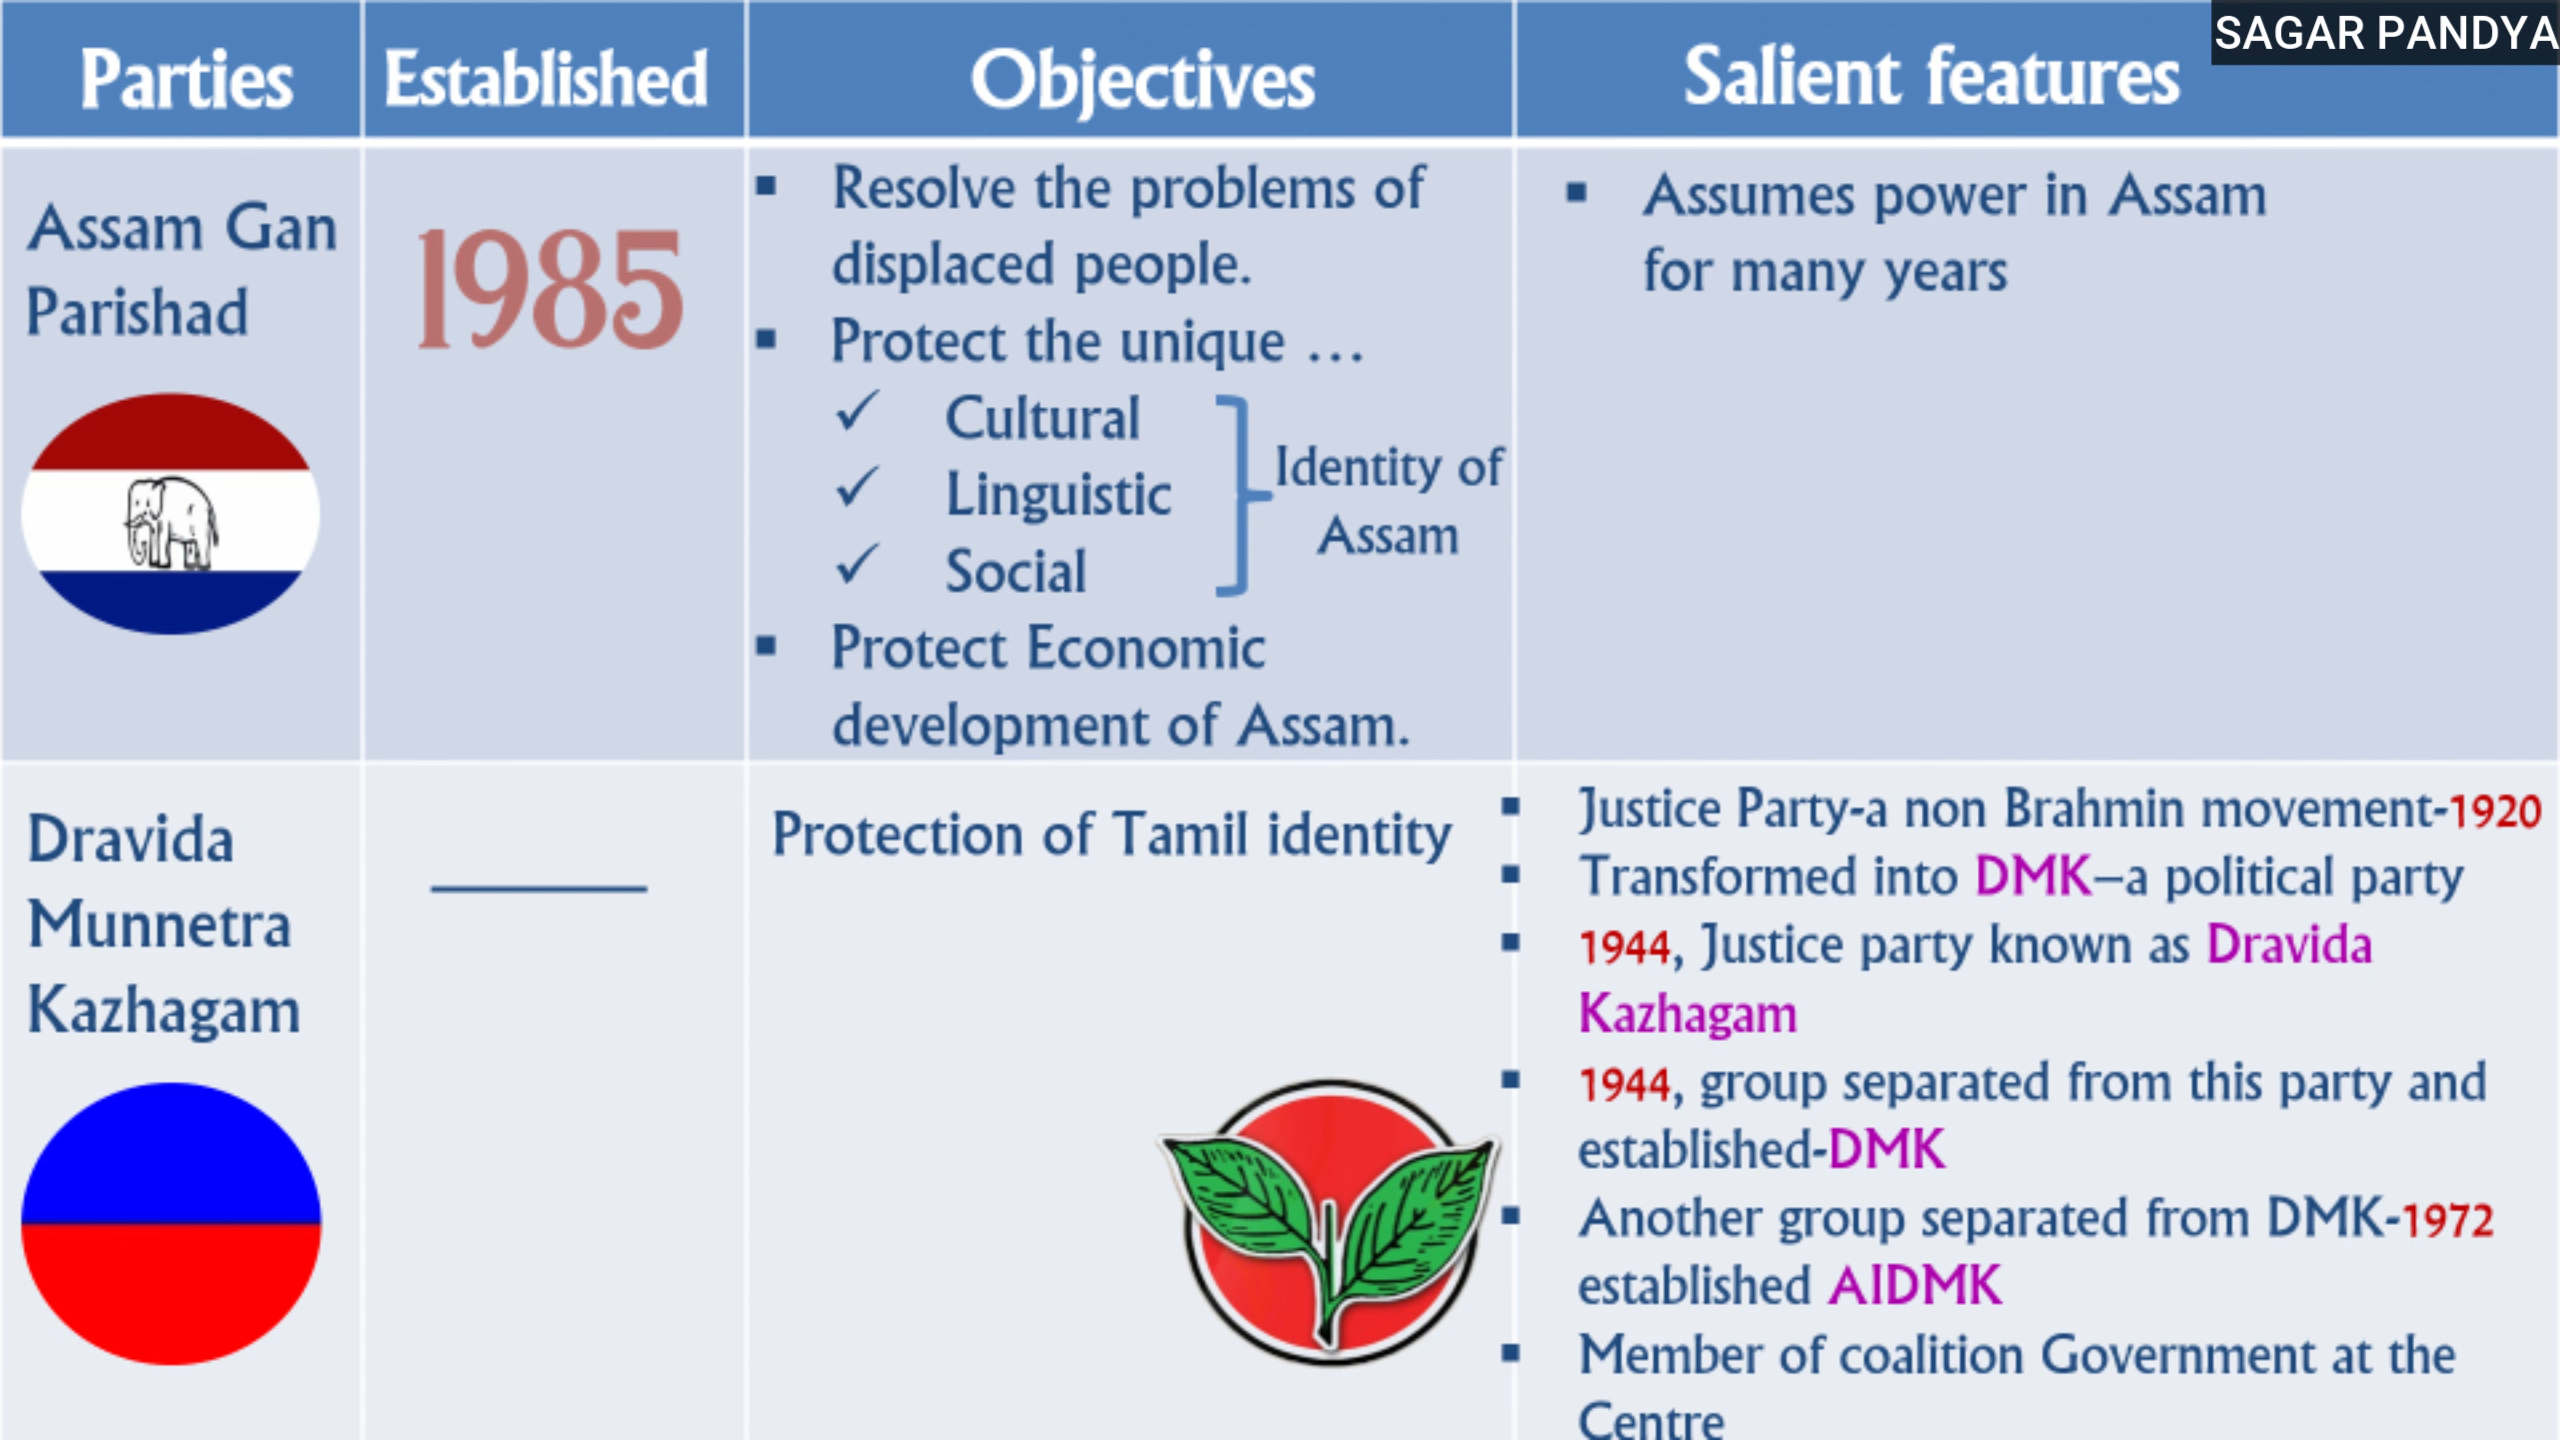 SAGAR PANDYA
Parties
Established
Objectives
Salient features
Assam Gan
Parishad
1985
▪ Resolve the problems of
displaced people.
▪ Protect the unique ...
✓ Cultural
✓ Linguistic
✓ Social
Identity of
Assam
▪ Protect Economic
development of Assam.
▪ Assumes power in Assam
for many years
Dravida
Munnetra
Kazhagam
Protection of Tamil identity
▪ Justice Party-a non Brahmin movement-1920
▪ Transformed into DMK–a political party
▪ 1944, Justice party known as Dravida
Kazhagam
▪ 1944, group separated from this party and
established-DMK
▪ Another group separated from DMK-1972
established AIDMK
▪ Member of coalition Government at the
Centre